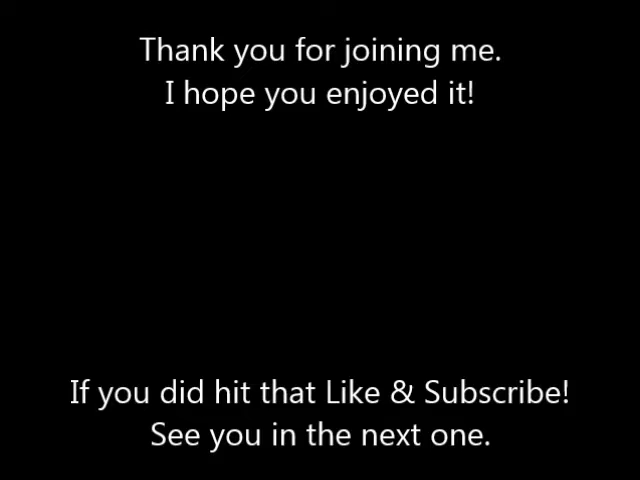 Thank you for joining me.
I hope you enjoyed it!
If you did hit that Like & Subscribe!
See you in the next one.